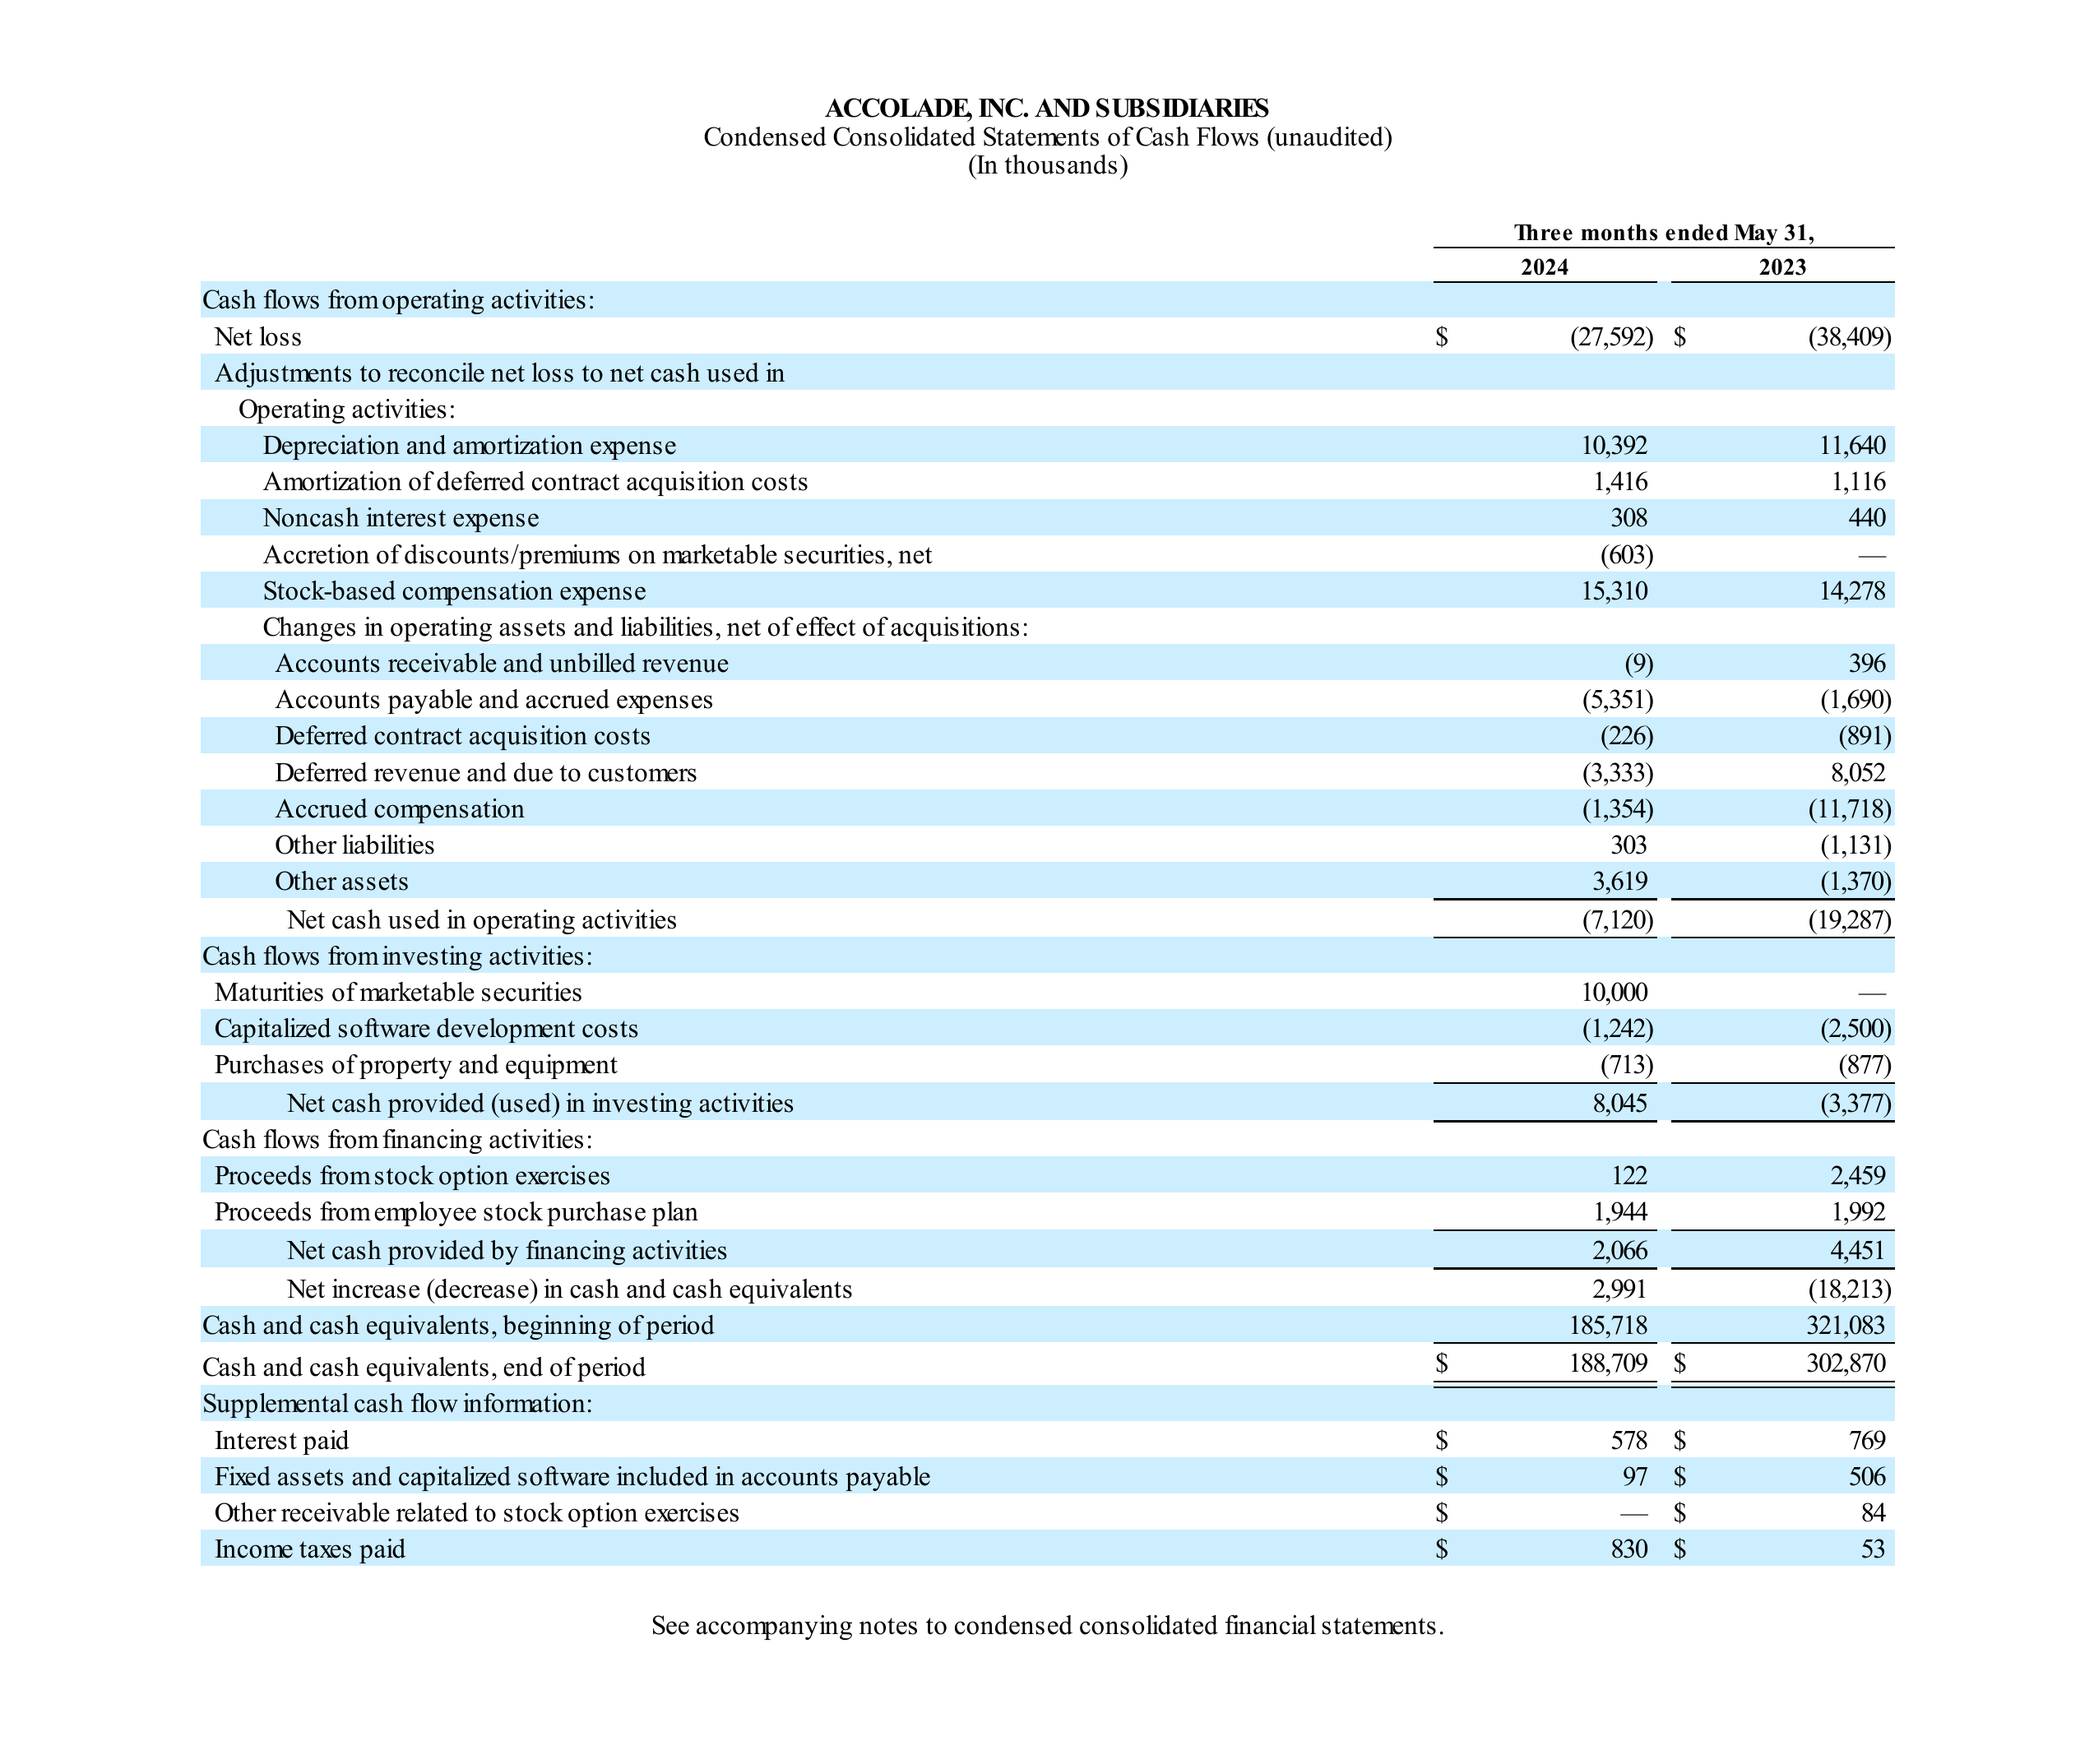 ACCOLADE, INC. AND SUBSIDIARIES
Condensed Consolidated Statements of Cash Flows (unaudited)
(In thousands)
Three months ended May 31,
2024 2023
Cash flows from operating activities:
Net loss $ (27,592) $ (38,409)
Adjustments to reconcile net loss to net cash used in
Operating activities:
Depreciation and amortization expense 10,392 11,640
Amortization of deferred contract acquisition costs 1,416 1,116
Noncash interest expense 308 440
Accretion of discounts/premiums on marketable securities, net (603) —
Stock-based compensation expense 15,310 14,278
Changes in operating assets and liabilities, net of effect of acquisitions:
Accounts receivable and unbilled revenue (9) 396
Accounts payable and accrued expenses (5,351) (1,690)
Deferred contract acquisition costs (226) (891)
Deferred revenue and due to customers (3,333) 8,052
Accrued compensation (1,354) (11,718)
Other liabilities 303 (1,131)
Other assets 3,619 (1,370)
Net cash used in operating activities (7,120) (19,287)
Cash flows from investing activities:
Maturities of marketable securities 10,000 —
Capitalized software development costs (1,242) (2,500)
Purchases of property and equipment (713) (877)
Net cash provided (used) in investing activities 8,045 (3,377)
Cash flows from financing activities:
Proceeds from stock option exercises 122 2,459
Proceeds from employee stock purchase plan 1,944 1,992
Net cash provided by financing activities 2,066 4,451
Net increase (decrease) in cash and cash equivalents 2,991 (18,213)
Cash and cash equivalents, beginning of period 185,718 321,083
Cash and cash equivalents, end of period $ 188,709 $ 302,870
Supplemental cash flow information:
Interest paid $ 578 $ 769
Fixed assets and capitalized software included in accounts payable $ 97 $ 506
Other receivable related to stock option exercises $ — $ 84
Income taxes paid $ 830 $ 53
See accompanying notes to condensed consolidated financial statements.